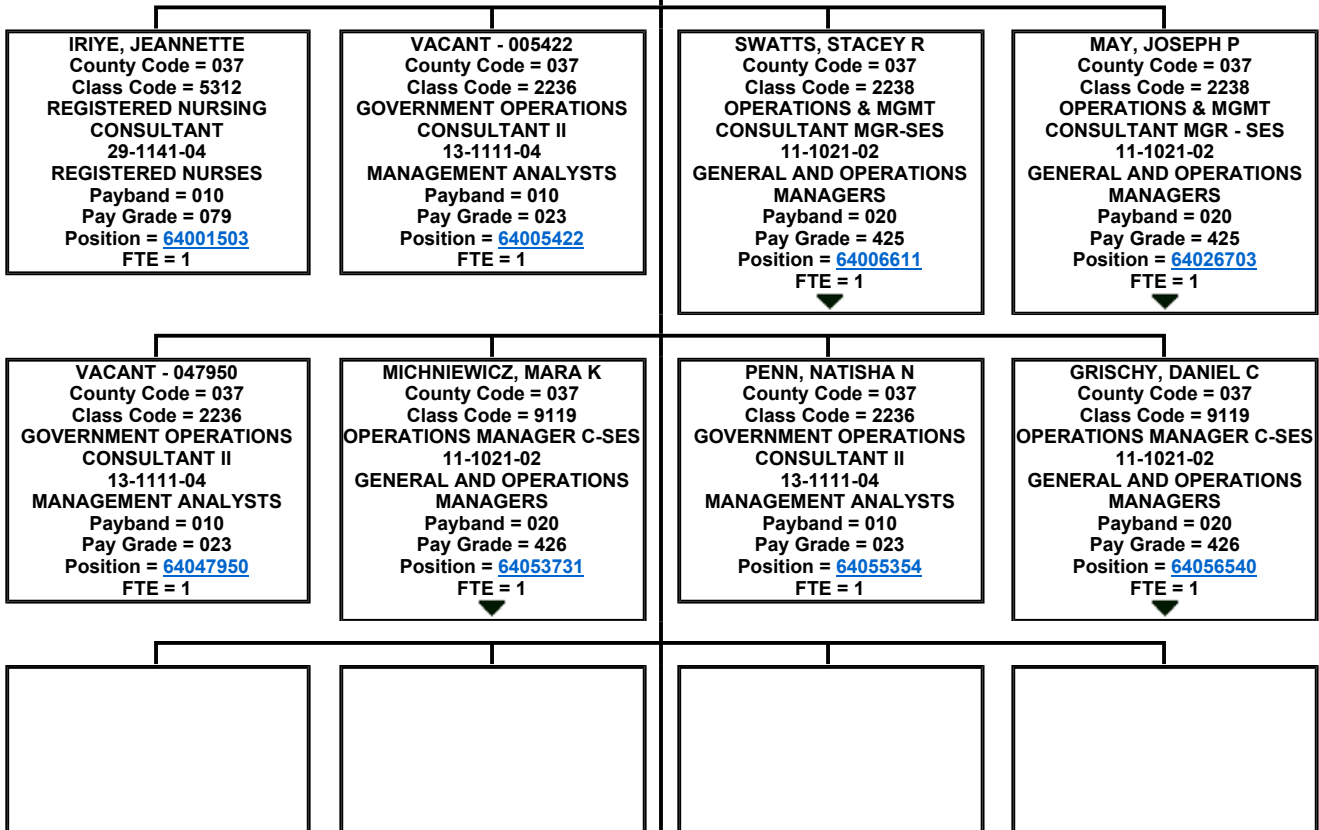 IRIYE, JEANNETTE
County Code = 037
Class Code = 5312
REGISTERED NURSING
CONSULTANT
29-1141-04
REGISTERED NURSES
Payband = 010
Pay Grade = 079
Position = 64001503
FTE = 1
VACANT - 005422
County Code = 037
Class Code = 2236
GOVERNMENT OPERATIONS
CONSULTANT II
13-1111-04
MANAGEMENT ANALYSTS
Payband = 010
Pay Grade = 023
Position = 64005422
FTE = 1
SWATTS, STACEY R
County Code = 037
Class Code = 2238
OPERATIONS & MGMT
CONSULTANT MGR-SES
11-1021-02
GENERAL AND OPERATIONS
MANAGERS
Payband = 020
Pay Grade = 425
Position = 64006611
FTE = 1
MAY, JOSEPH P
County Code = 037
Class Code = 2238
OPERATIONS & MGMT
CONSULTANT MGR - SES
11-1021-02
GENERAL AND OPERATIONS
MANAGERS
Payband = 020
Pay Grade = 425
Position = 64026703
FTE = 1
VACANT - 047950
County Code = 037
Class Code = 2236
GOVERNMENT OPERATIONS
CONSULTANT II
13-1111-04
MANAGEMENT ANALYSTS
Payband = 010
Pay Grade = 023
Position = 64047950
FTE = 1
MICHNIEWICZ, MARA K
County Code = 037
Class Code = 9119
OPERATIONS MANAGER C-SES
11-1021-02
GENERAL AND OPERATIONS
MANAGERS
Payband = 020
Pay Grade = 426
Position = 64053731
FTE = 1
PENN, NATISHA N
County Code = 037
Class Code = 2236
GOVERNMENT OPERATIONS
CONSULTANT II
13-1111-04
MANAGEMENT ANALYSTS
Payband = 010
Pay Grade = 023
Position = 64055354
FTE = 1
GRISCHY, DANIEL C
County Code = 037
Class Code = 9119
OPERATIONS MANAGER C-SES
11-1021-02
GENERAL AND OPERATIONS
MANAGERS
Payband = 020
Pay Grade = 426
Position = 64056540
FTE = 1